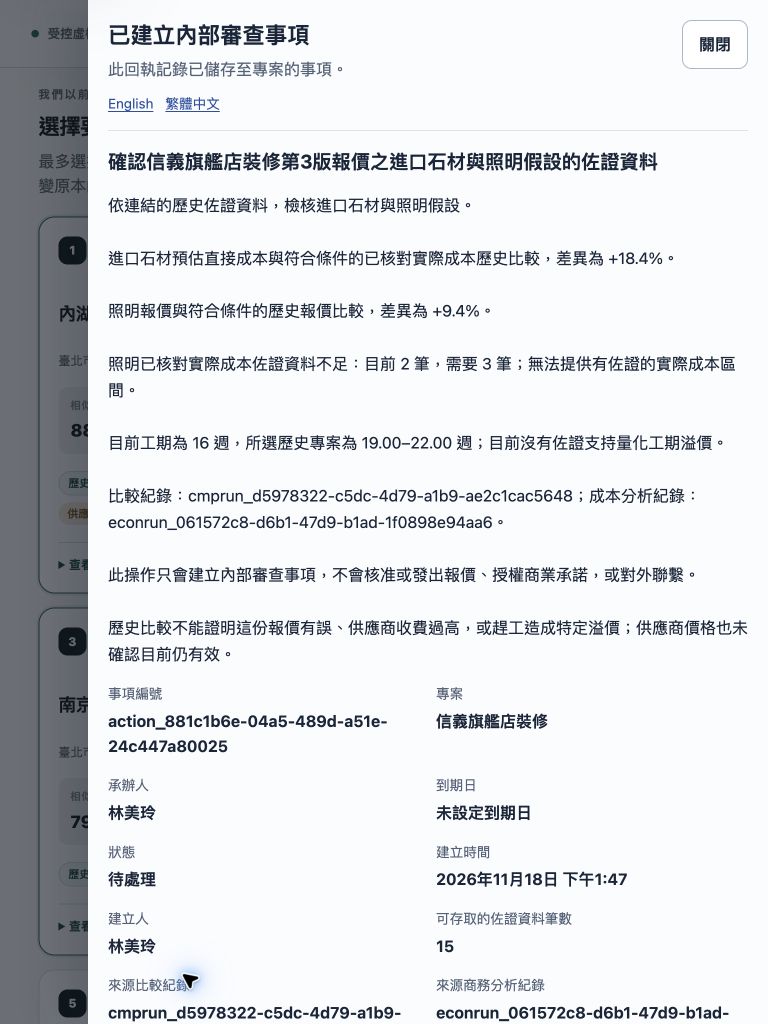 受控虛
我們以前
選擇要
最多選
變原本
1
內湖
臺北市
相似
88
歷史
供應
查看
3
南京
臺北市
相似
79
歷史
查看
5
已建立內部審查事項
關閉
此回執記錄已儲存至專案的事項。
English 繁體中文
確認信義旗艦店裝修第3版報價之進口石材與照明假設的佐證資料
依連結的歷史佐證資料，檢核進口石材與照明假設。
進口石材預估直接成本與符合條件的已核對實際成本歷史比較，差異為 +18.4%。
照明報價與符合條件的歷史報價比較，差異為 +9.4%。
照明已核對實際成本佐證資料不足：目前 2 筆，需要 3 筆；無法提供有佐證的實際成本區
間。
目前工期為 16 週，所選歷史專案為 19.00–22.00 週；目前沒有佐證支持量化工期溢價。
比較紀錄：cmprun_d5978322-c5dc-4d79-a1b9-ae2c1cac5648；成本分析紀錄：
econrun_061572c8-d6b1-47d9-b1ad-1f0898e94aa6。
此操作只會建立內部審查事項，不會核准或發出報價、授權商業承諾，或對外聯繫。
歷史比較不能證明這份報價有誤、供應商收費過高，或趕工造成特定溢價；供應商價格也未
確認目前仍有效。
事項編號
action_881c1b6e-04a5-489d-a51e-
24c447a80025
專案
信義旗艦店裝修
承辦人
林美玲
到期日
未設定到期日
狀態
待處理
建立時間
2026年11月18日 下午1:47
建立人
林美玲
可存取的佐證資料筆數
15
來源比較紀錄
cmprun_d5978322-c5dc-4d79-a1b9-
來源商務分析紀錄
econrun_061572c8-d6b1-47d9-b1ad-